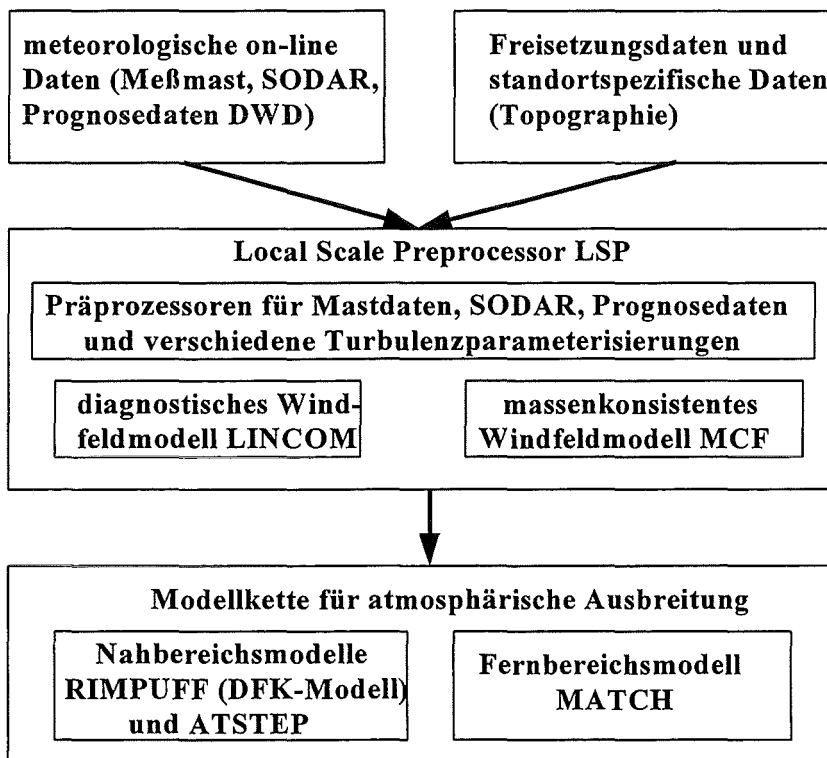 meteorologische on-line
Daten (Meßmast, SODAR,
Prognosedaten DWD)
Freisetzungsdaten und
standortspezifische Daten
(Topographie)
Local Scale Preprocessor LSP
Präprozessoren für Mastdaten, SODAR, Prognosedaten
und verschiedene Turbulenzparameterisierungen
diagnostisches Wind-
feldmodell LINCOM
massenkonsistentes
Windfeldmodell MCF
Modellkette für atmosphärische Ausbreitung
Nahbereichsmodelle
RIMPUFF (DFK-Modell)
und ATSTEP
Fernbereichsmodell
MATCH